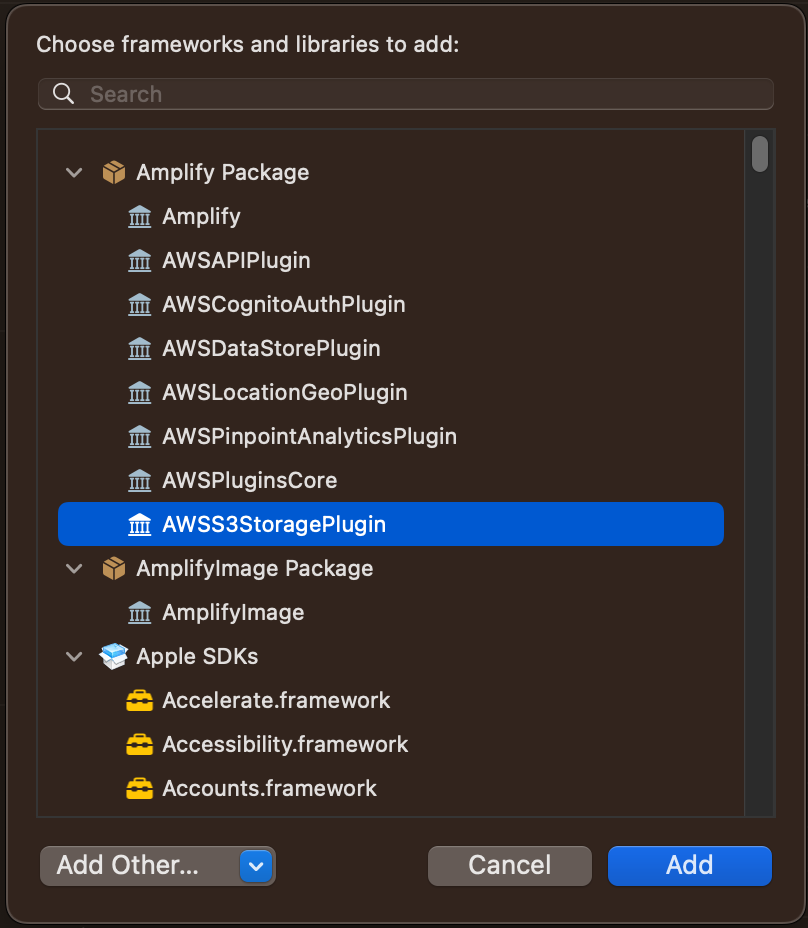 Choose frameworks and libraries to add:
Search
Amplify Package
Amplify
AWSAPIPlugin
AWSCognitoAuthPlugin
AWSDataStorePlugin
AWSLocationGeoPlugin
AWSPinpointAnalyticsPlugin
AWSPluginsCore
AWSS3StoragePlugin
AmplifyImage Package
AmplifyImage
Apple SDKs
Accelerate.framework
Accessibility.framework
Accounts.framework
Add Other... Cancel Add